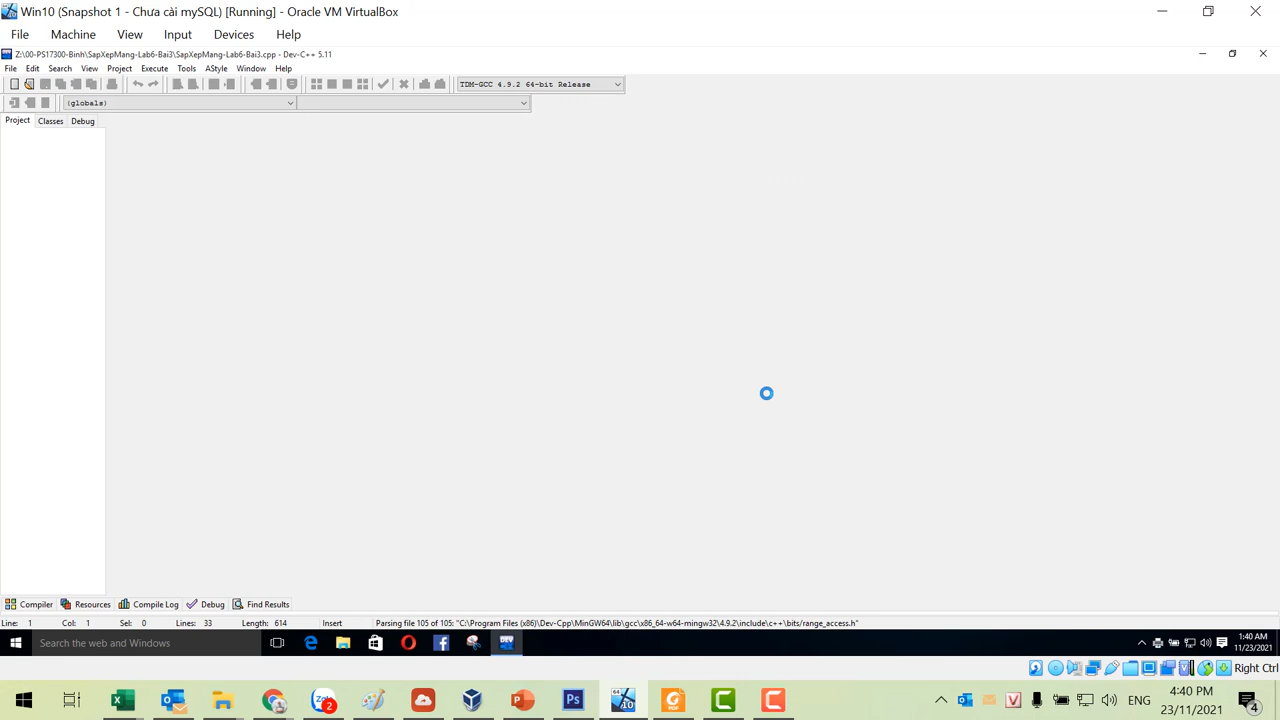 Win10 (Snapshot 1 - Chưa cài mySQL) [Running] - Oracle VM VirtualBox
File Machine View Input Devices Help
Z:\00-PS17300-Binh\SapXepMang-Lab6-Bai3\SapXepMang-Lab6-Bai3.cpp - Dev-C++ 5.11
File Edit Search View Project Execute Tools AStyle Window Help
TDM-GCC 4.9.2 64-bit Release
(globals)
Project Classes Debug
Compiler Resources Compile Log Debug Find Results
Line: 1 Col: 1 Sel: 0 Lines: 33 Length: 614 Insert Parsing file 105 of 105: "C:\Program Files (x86)\Dev-Cpp\MinGW64\lib\gcc\x86_64-w64-mingw32\4.9.2\include\c++\bits/range_access.h"
Search the web and Windows
1:40 AM
11/23/2021
Right Ctrl
4:40 PM
ENG
23/11/2021
4